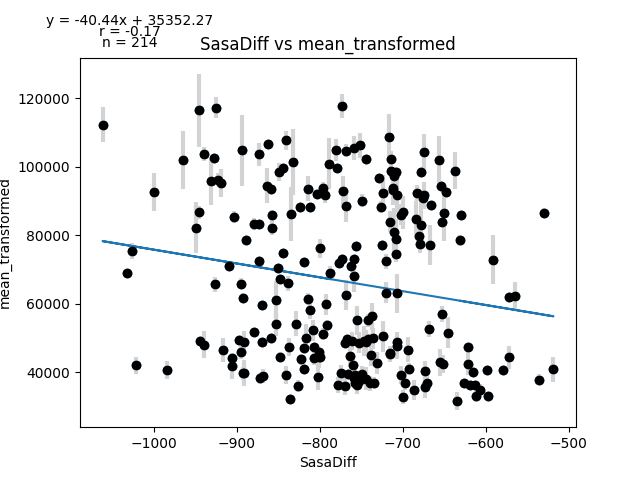 y = -40.44x + 35352.27
r = -0.17
n = 214
SasaDiff vs mean_transformed
120000
100000
80000
60000
40000
mean_transformed
−1000
−900
−800
−700
−600
−500
SasaDiff